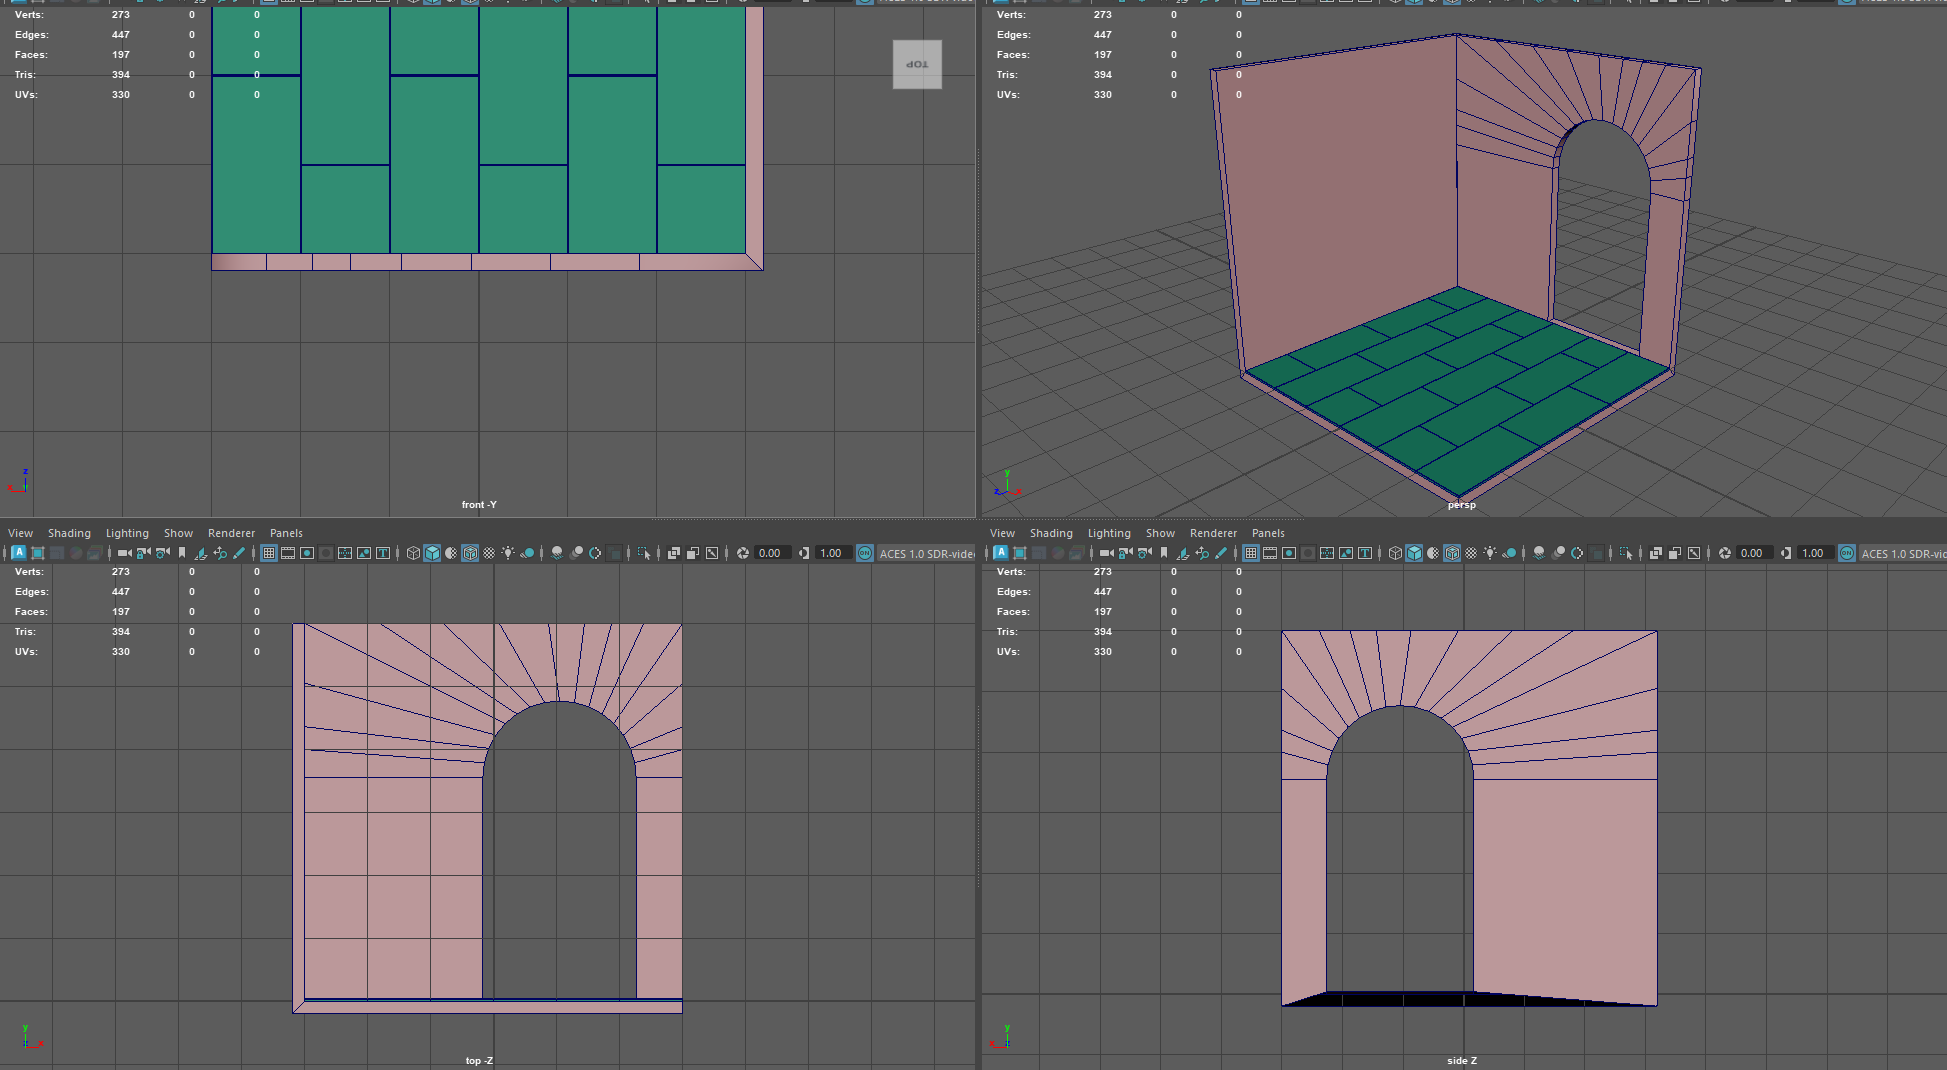 Verts: 273 0 0
Edges: 447 0 0
Faces: 197 0 0
Tris: 394 0 0
UVs: 330 0 0
TOP
front -Y
Verts: 273 0 0
Edges: 447 0 0
Faces: 197 0 0
Tris: 394 0 0
UVs: 330 0 0
persp
View Shading Lighting Show Renderer Panels
0.00 1.00 ON ACES 1.0 SDR-video
Verts: 273 0 0
Edges: 447 0 0
Faces: 197 0 0
Tris: 394 0 0
UVs: 330 0 0
top -Z
View Shading Lighting Show Renderer Panels
0.00 1.00 ON ACES 1.0 SDR-vic
Verts: 273 0 0
Edges: 447 0 0
Faces: 197 0 0
Tris: 394 0 0
UVs: 330 0 0
side Z